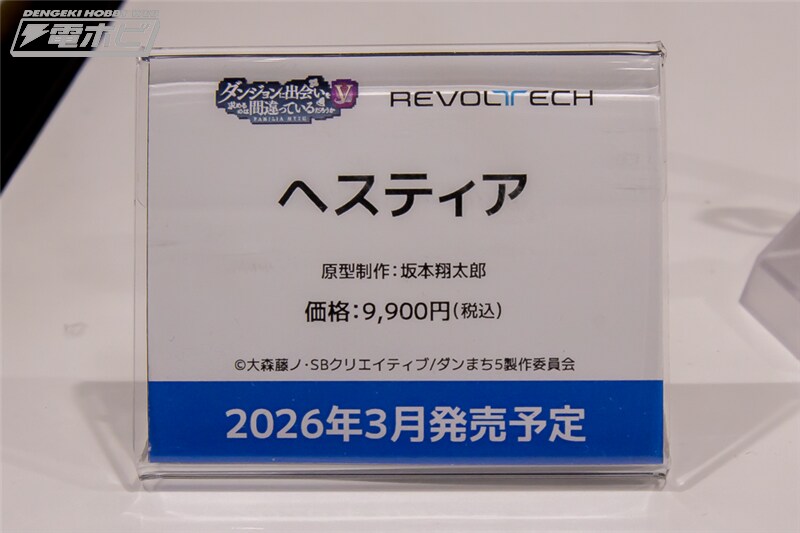 DENGEKI HOBBY
電ホビ
ダンジョンに出会いを
求めるのは間違っているだろうか V
FAMILIA MYTH
REVOLTECH
ヘスティア
原型制作：坂本翔太郎
価格：9,900円(税込)
©大森藤ノ・SBクリエイティブ/ダンまち5製作委員会
2026年3月発売予定